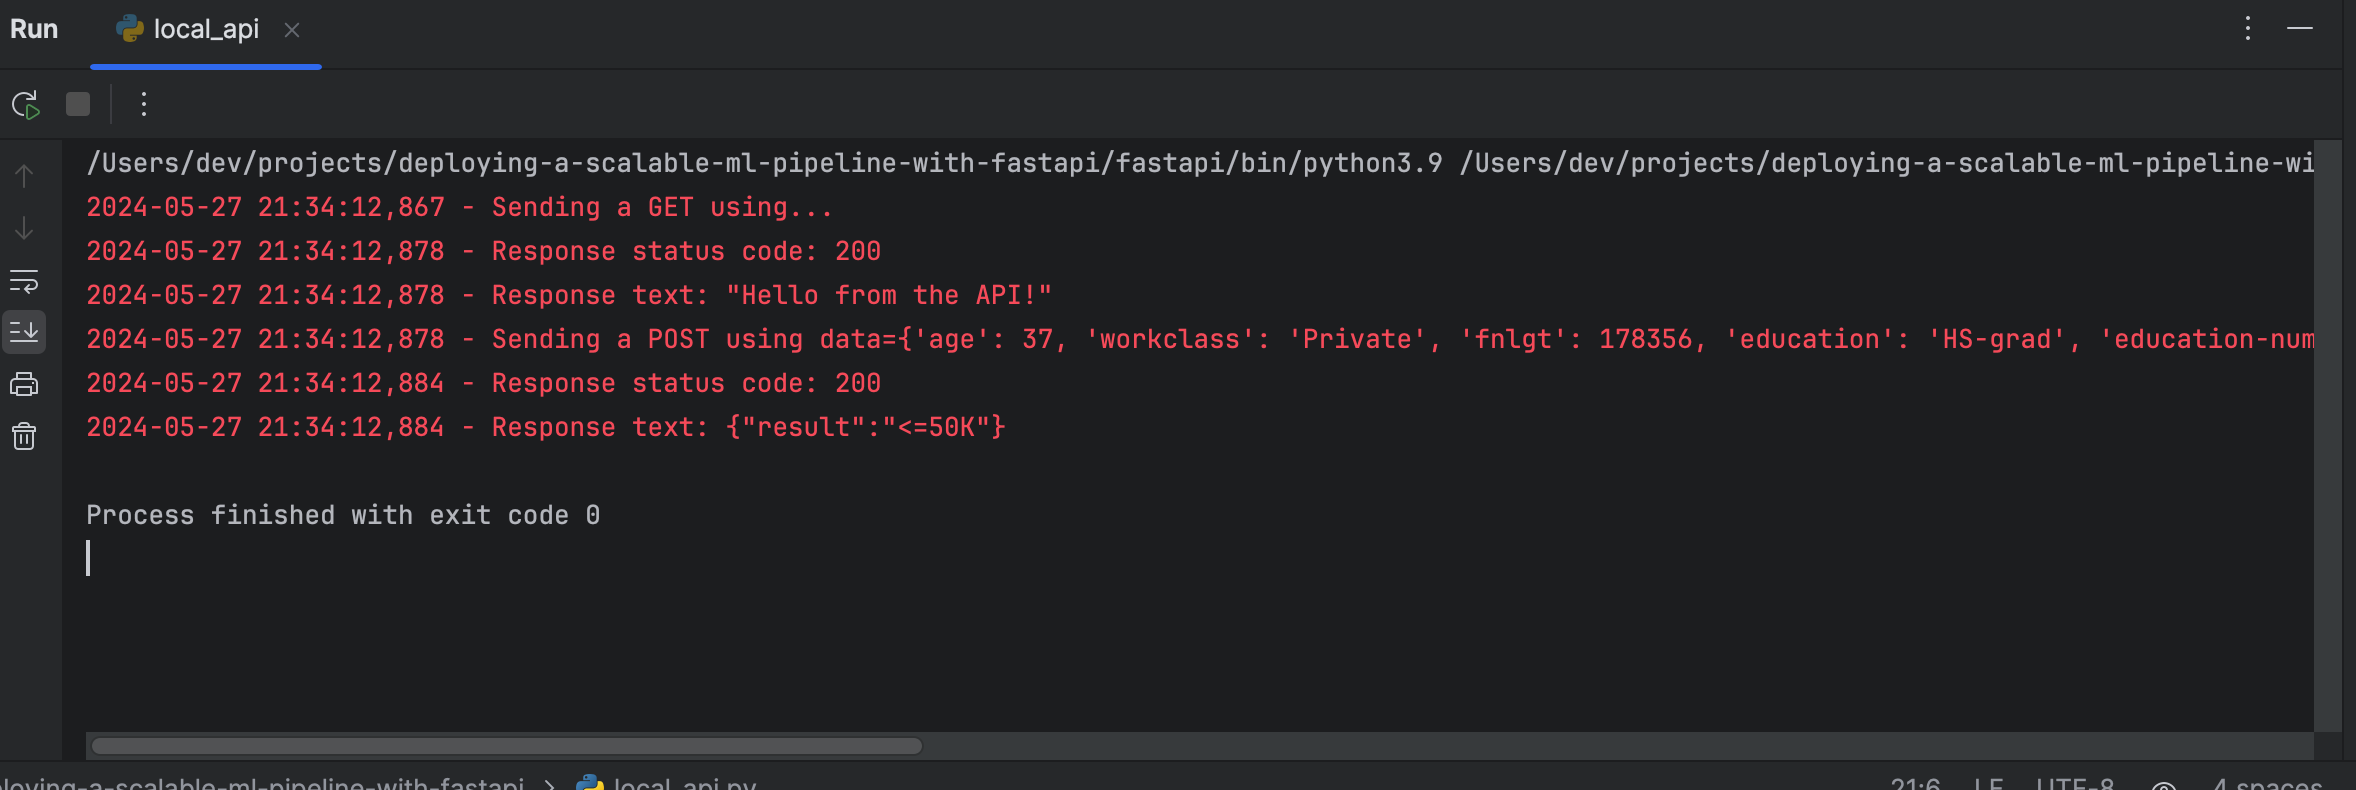 Run local_api
/Users/dev/projects/deploying-a-scalable-ml-pipeline-with-fastapi/fastapi/bin/python3.9 /Users/dev/projects/deploying-a-scalable-ml-pipeline-wi
2024-05-27 21:34:12,867 - Sending a GET using...
2024-05-27 21:34:12,878 - Response status code: 200
2024-05-27 21:34:12,878 - Response text: "Hello from the API!"
2024-05-27 21:34:12,878 - Sending a POST using data={'age': 37, 'workclass': 'Private', 'fnlgt': 178356, 'education': 'HS-grad', 'education-num
2024-05-27 21:34:12,884 - Response status code: 200
2024-05-27 21:34:12,884 - Response text: {"result":"<=50K"}
Process finished with exit code 0
loying-a-scalable-ml-pipeline-with-fastapi > local_api.py 21:6 LF UTF-8 4 spaces